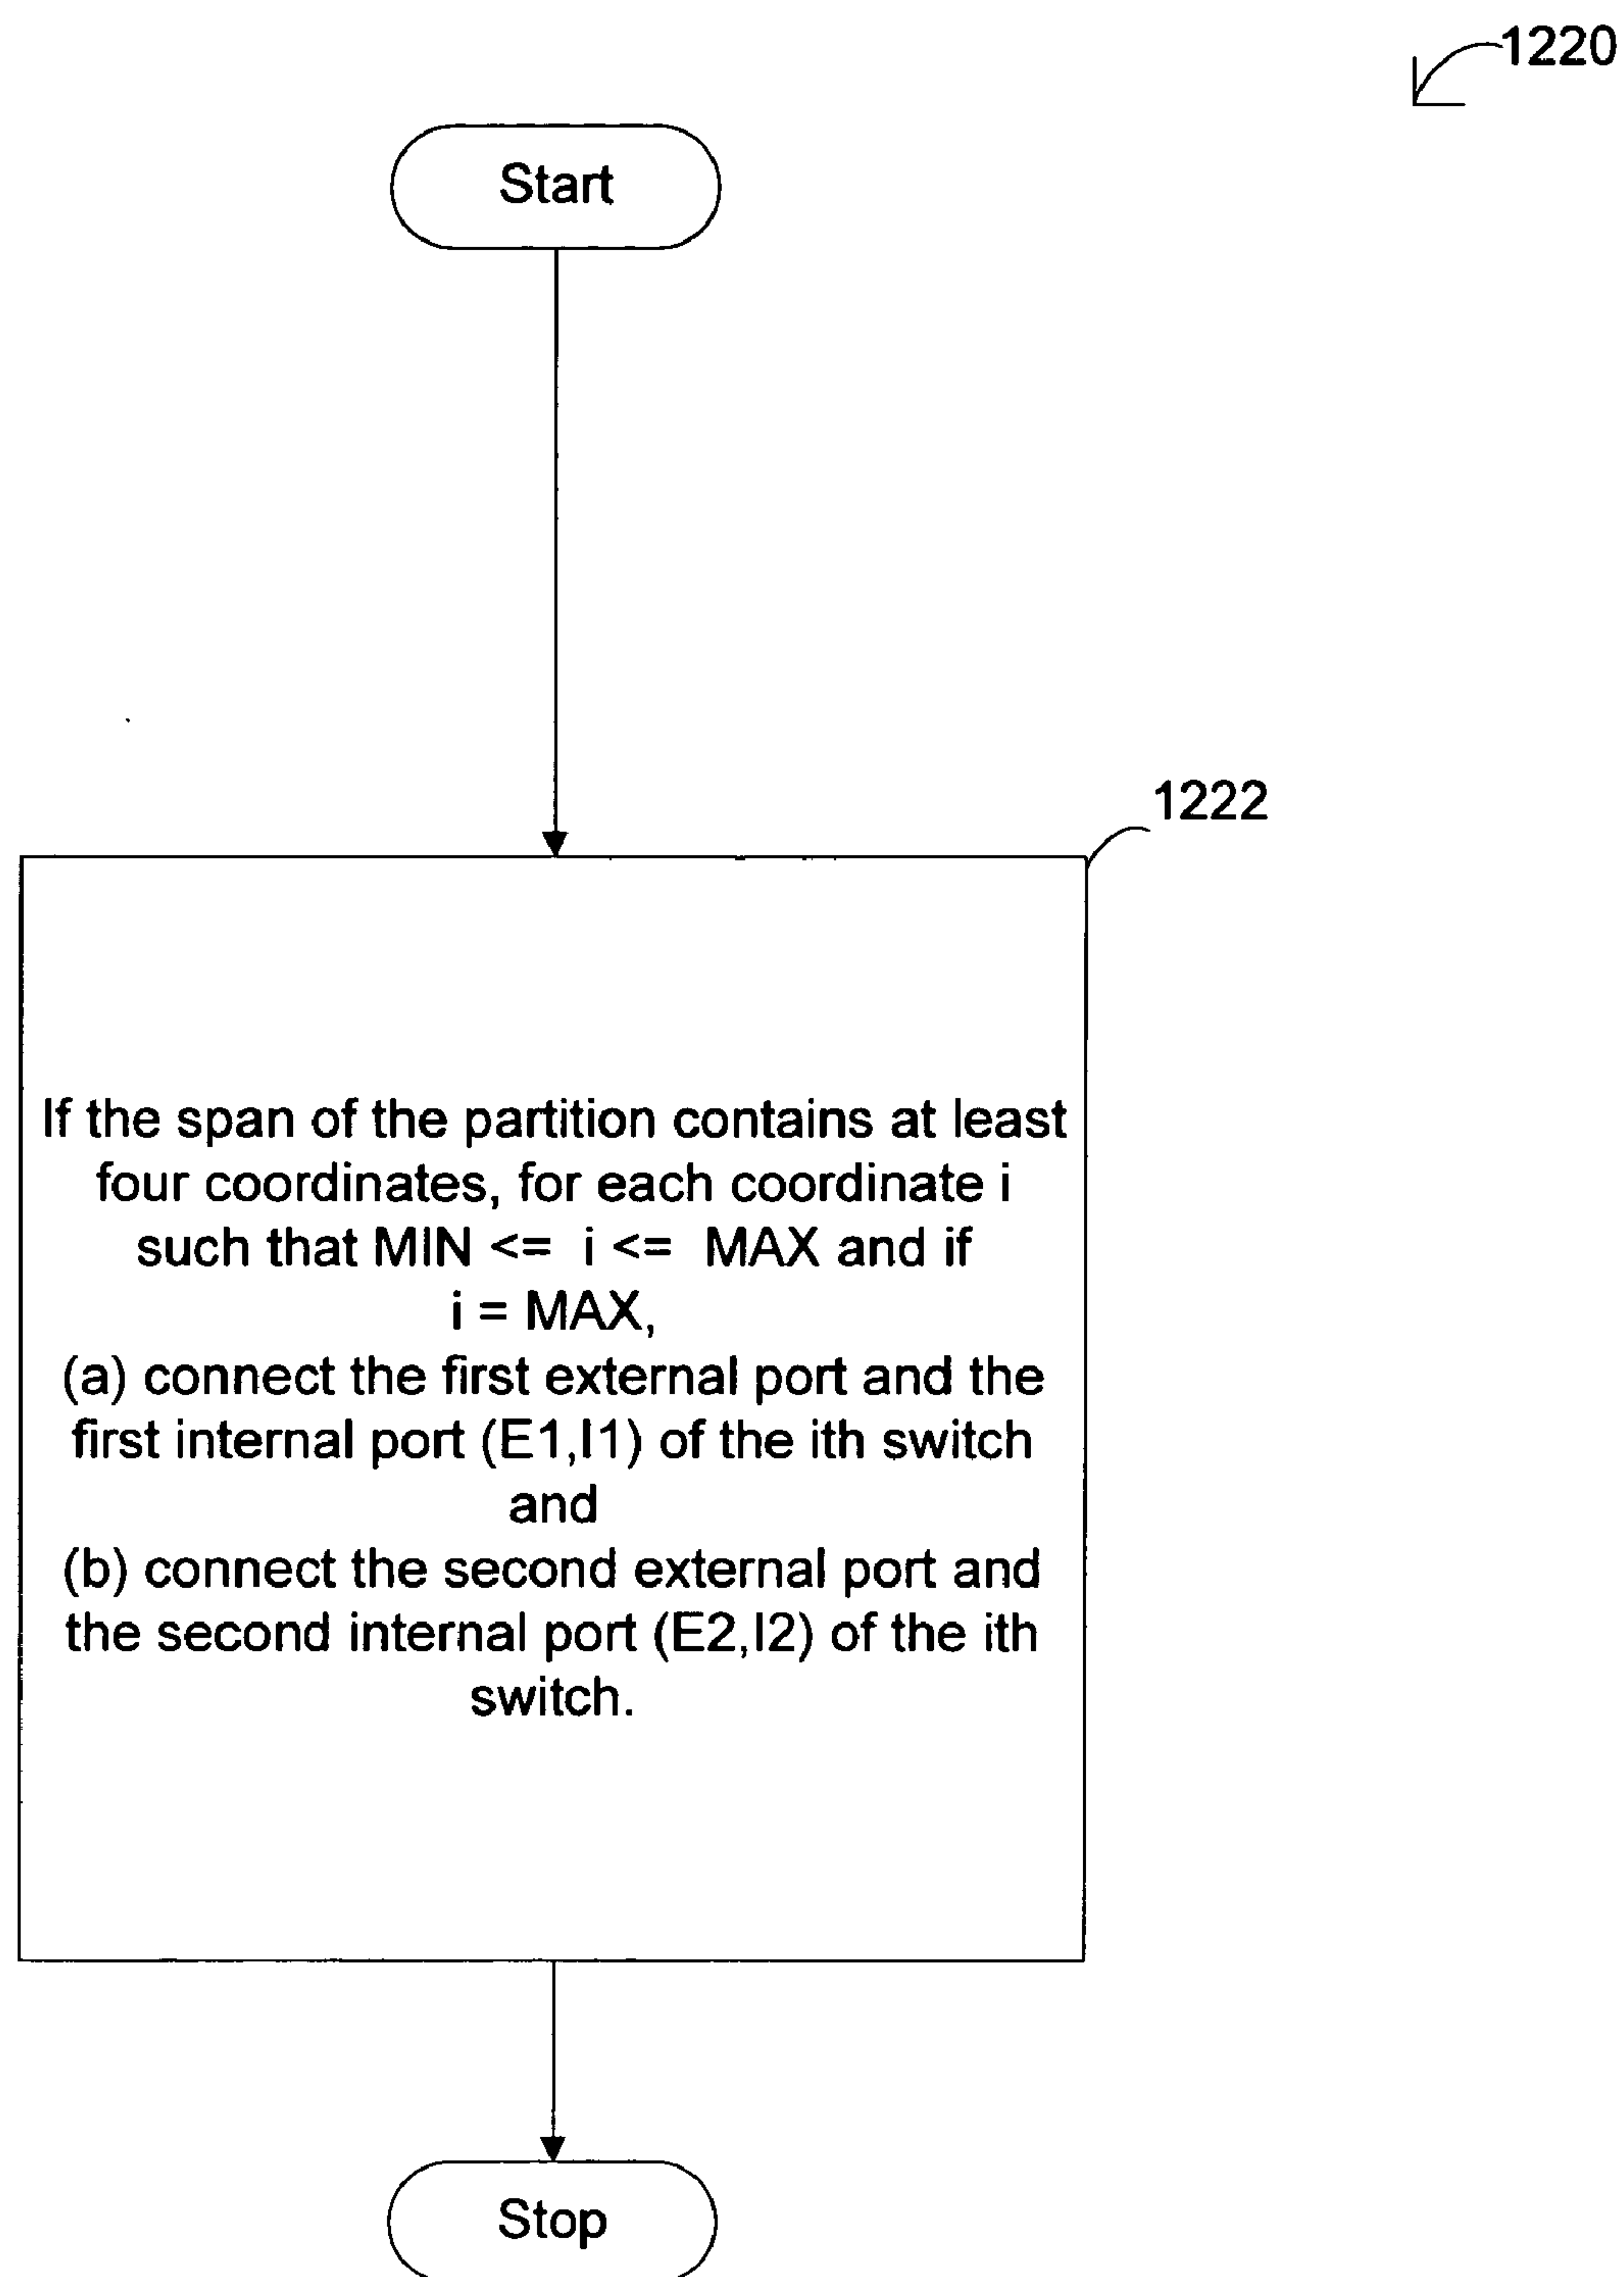 1220
Start
1222
If the span of the partition contains at least
four coordinates, for each coordinate i
such that MIN <= i <= MAX and if
i = MAX,
(a) connect the first external port and the
first internal port (E1,I1) of the ith switch
and
(b) connect the second external port and
the second internal port (E2,I2) of the ith
switch.
Stop